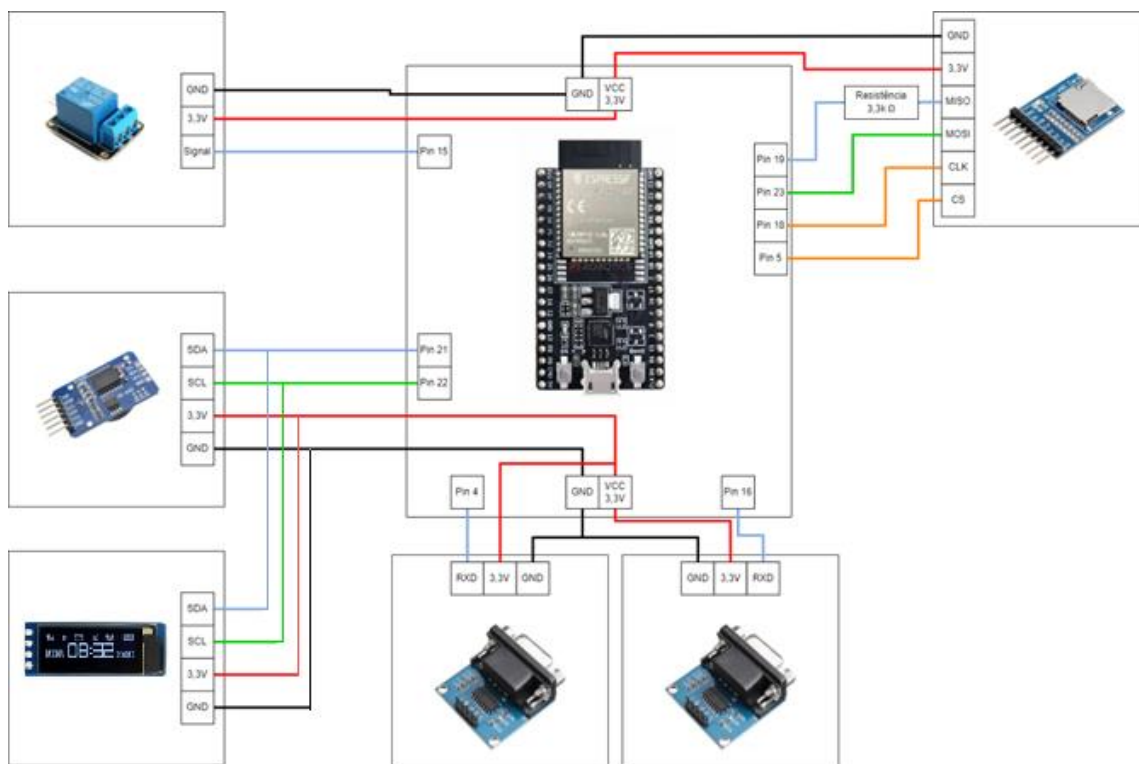 GND
3,3V
Signal
GND
VCC
3,3V
Pin 15
Pin 19
Pin 23
Pin 18
Pin 5
Resistência
3,3k Ω
GND
3,3V
MISO
MOSI
CLK
CS
SDA
SCL
3,3V
GND
Pin 21
Pin 22
GND
VCC
3,3V
Pin 4
Pin 16
SDA
SCL
3,3V
GND
RXD
3,3V
GND
GND
3,3V
RXD
08:32